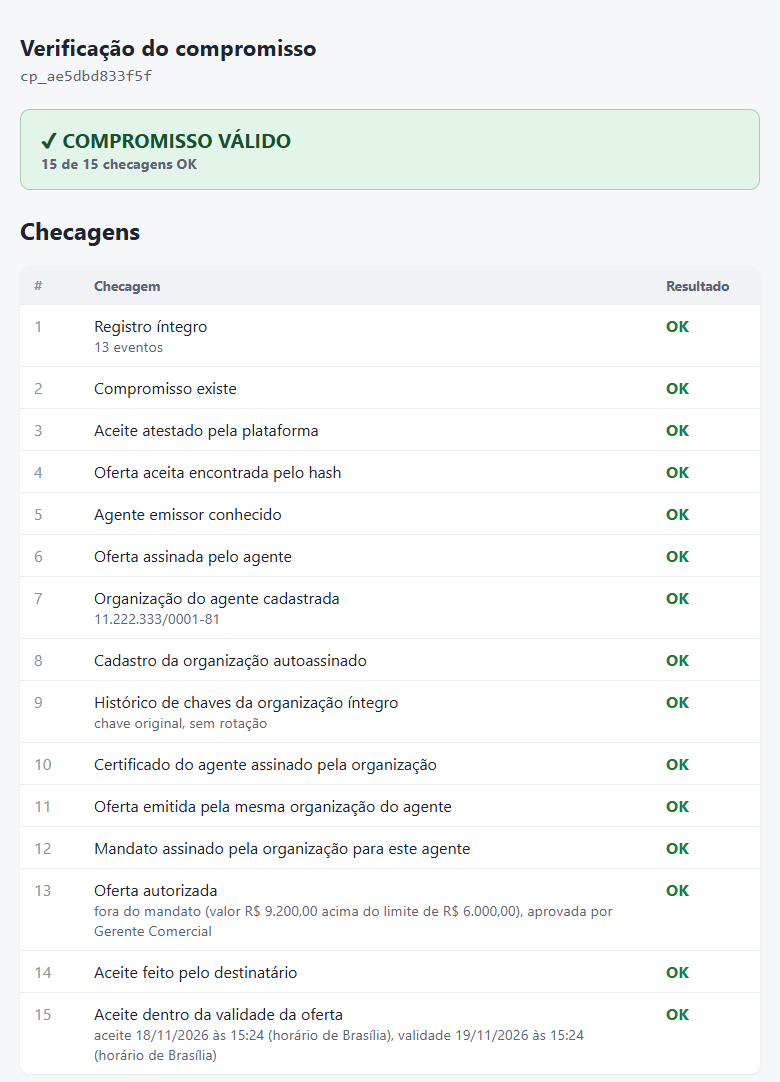 Verificação do compromisso
cp_ae5dbd833f5f
✓ COMPROMISSO VÁLIDO
15 de 15 checagens OK
Checagens
# Checagem Resultado
1 Registro íntegro OK
13 eventos
2 Compromisso existe OK
3 Aceite atestado pela plataforma OK
4 Oferta aceita encontrada pelo hash OK
5 Agente emissor conhecido OK
6 Oferta assinada pelo agente OK
7 Organização do agente cadastrada OK
11.222.333/0001-81
8 Cadastro da organização autoassinado OK
9 Histórico de chaves da organização íntegro OK
chave original, sem rotação
10 Certificado do agente assinado pela organização OK
11 Oferta emitida pela mesma organização do agente OK
12 Mandato assinado pela organização para este agente OK
13 Oferta autorizada OK
fora do mandato (valor R$ 9.200,00 acima do limite de R$ 6.000,00), aprovada por
Gerente Comercial
14 Aceite feito pelo destinatário OK
15 Aceite dentro da validade da oferta OK
aceite 18/11/2026 às 15:24 (horário de Brasília), validade 19/11/2026 às 15:24
(horário de Brasília)